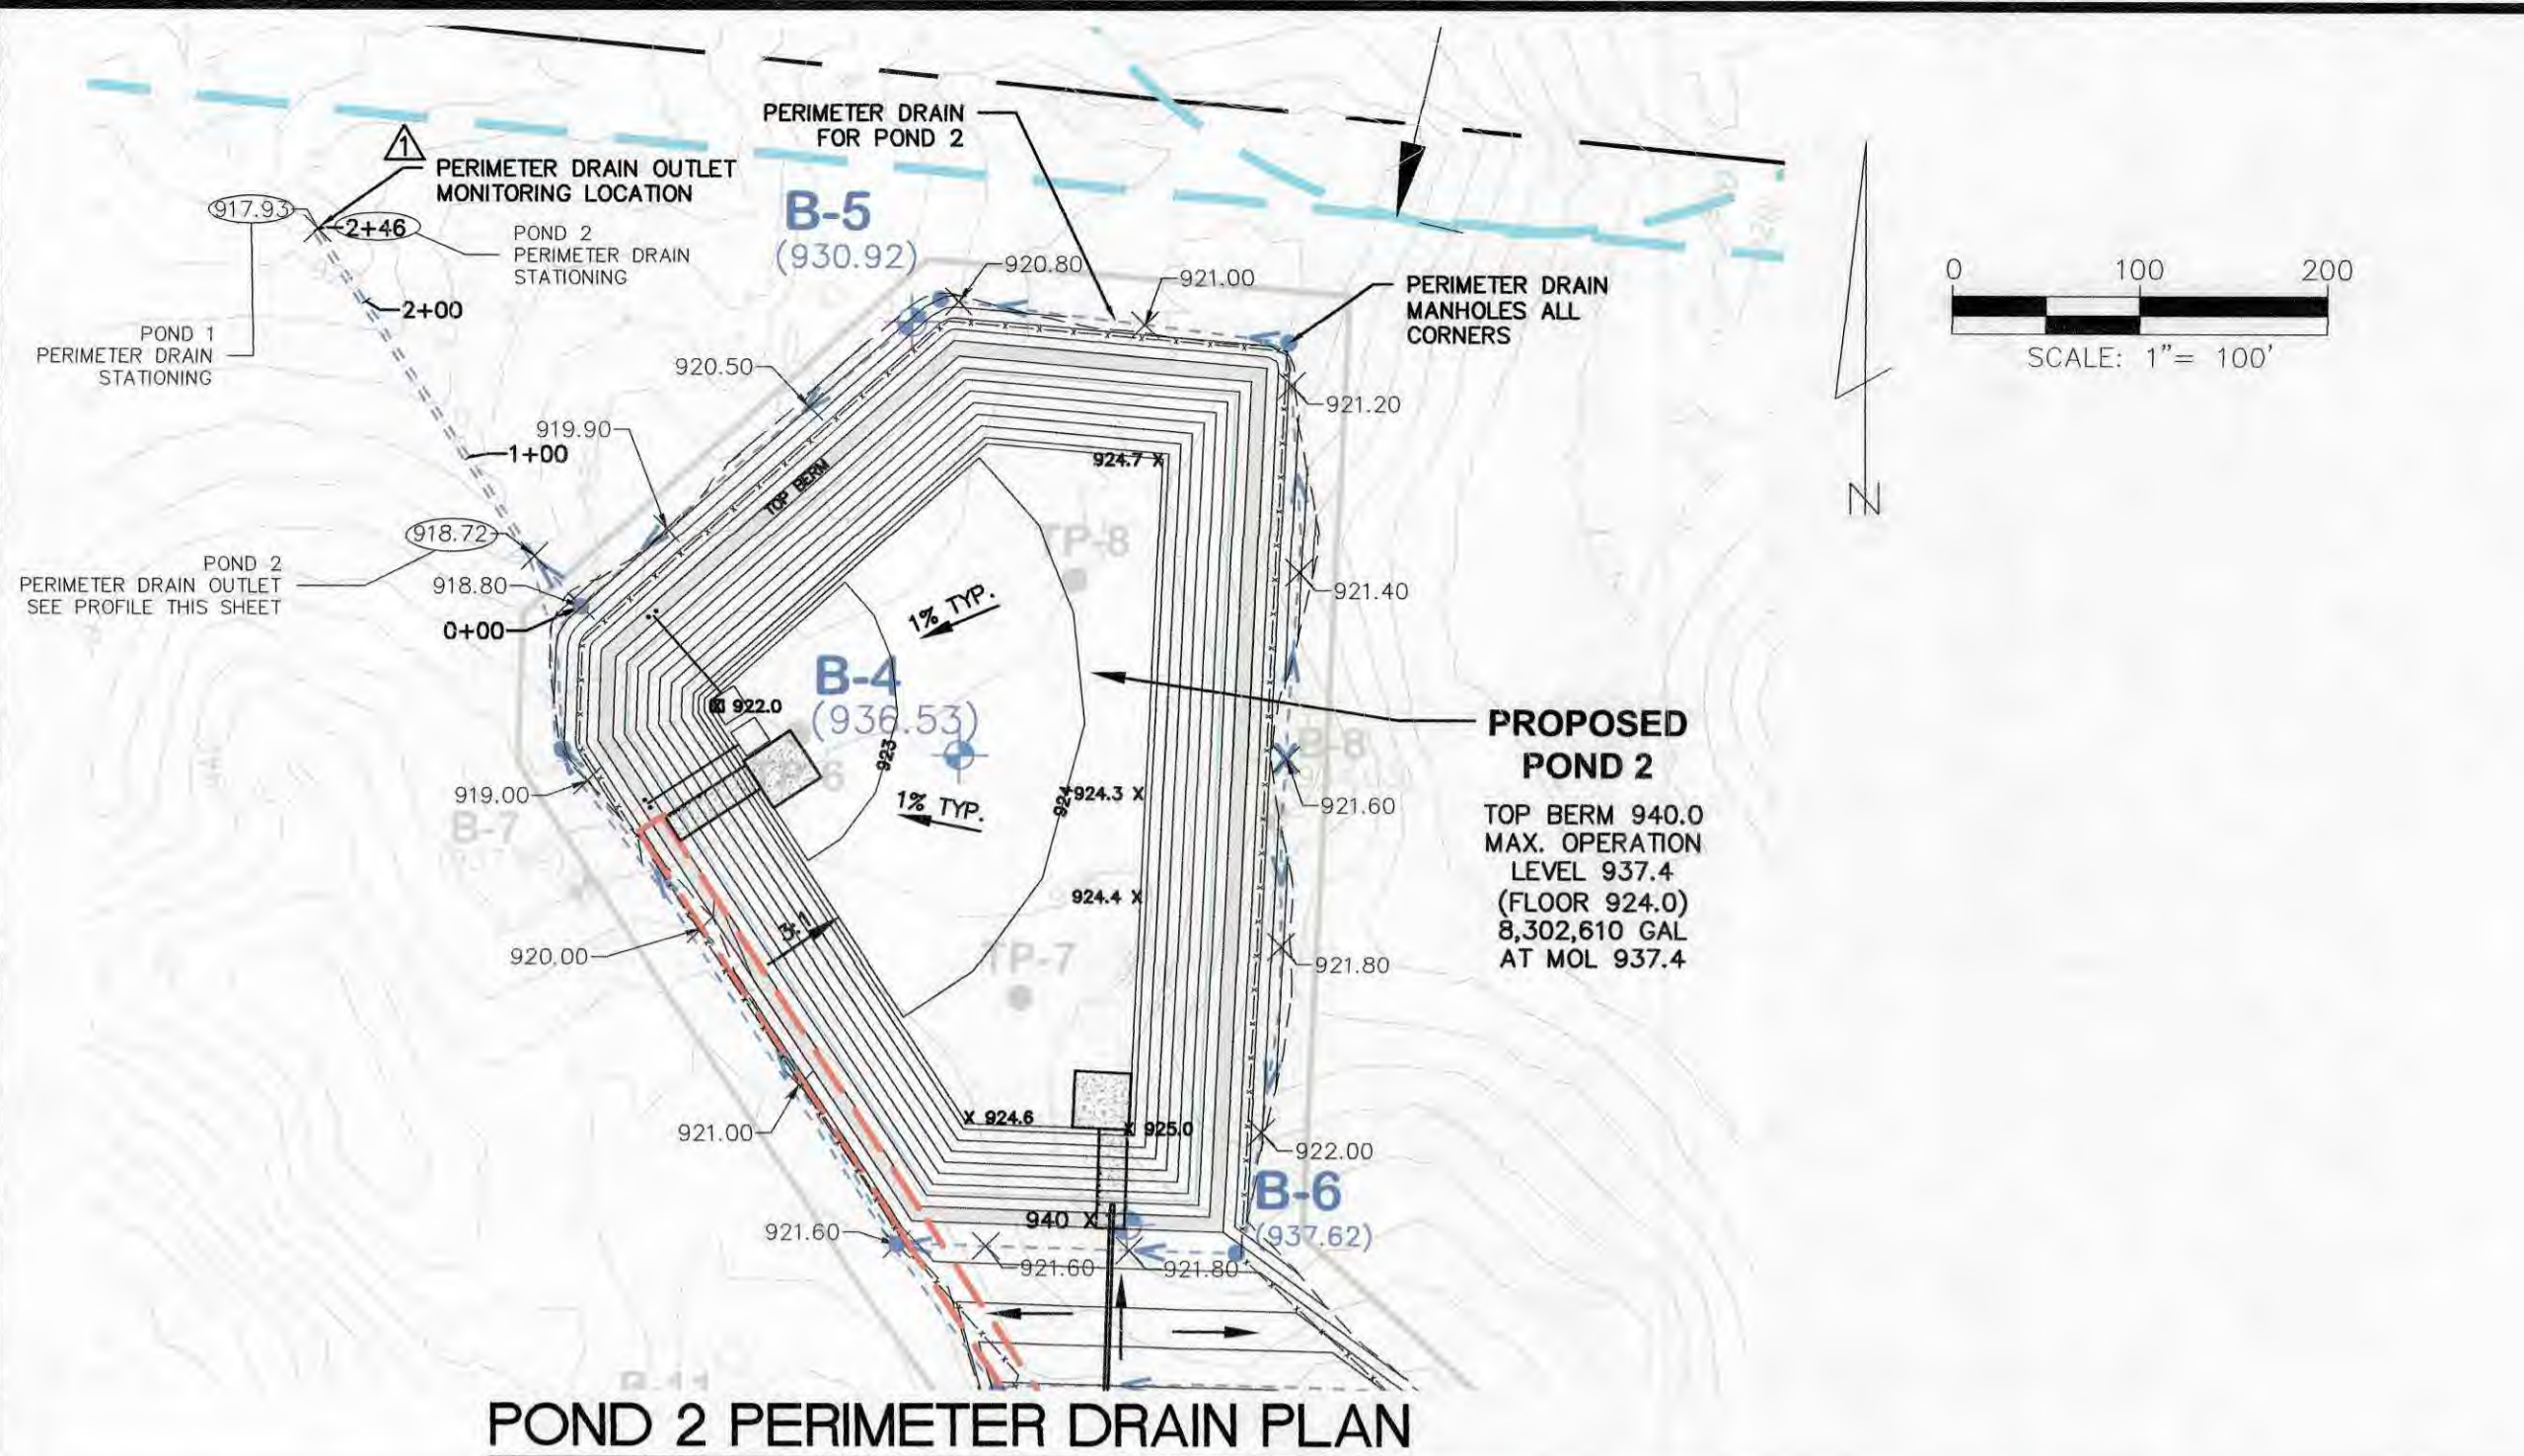 PERIMETER DRAIN
FOR POND 2
1
PERIMETER DRAIN OUTLET
MONITORING LOCATION
917.93
2+46
POND 2
PERIMETER DRAIN
STATIONING
B-5
(930.92)
920.80
921.00
PERIMETER DRAIN
MANHOLES ALL
CORNERS
0 100 200
SCALE: 1"= 100'
N
2+00
POND 1
PERIMETER DRAIN
STATIONING
920.50
921.20
919.90
1+00
TOP BERM
924.7
918.72
TP-8
POND 2
PERIMETER DRAIN OUTLET
SEE PROFILE THIS SHEET
918.80
0+00
1% TYP.
921.40
B-4
(936.53)
922.0
923
PROPOSED
POND 2
TOP BERM 940.0
MAX. OPERATION
LEVEL 937.4
(FLOOR 924.0)
8,302,610 GAL
AT MOL 937.4
B-8
919.00
B-7
1% TYP.
924
924.3
921.60
924.4
920.00
3:1
TP-7
921.80
921.00
924.6
925.0
922.00
B-6
(937.62)
921.60
940
921.60
921.80
POND 2 PERIMETER DRAIN PLAN